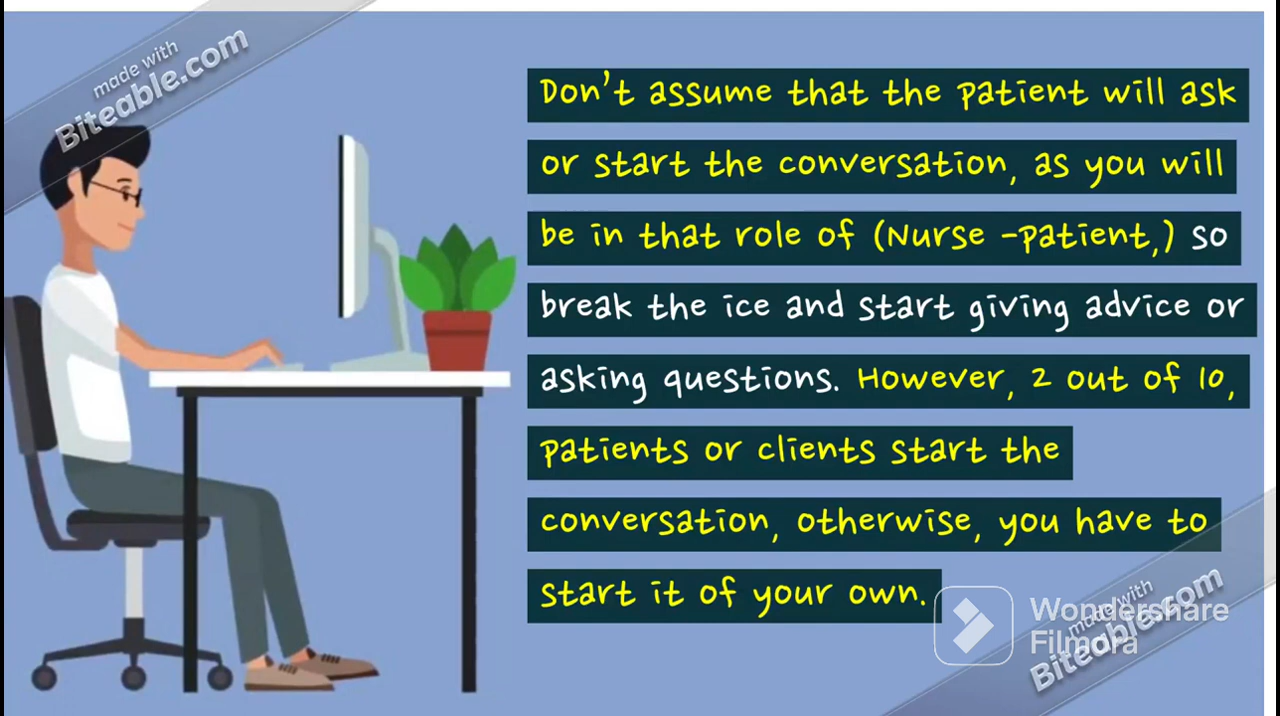 made with
Biteable.com
Don't assume that the patient will ask
or start the conversation, as you will
be in that role of (Nurse -patient,) so
break the ice and start giving advice or
asking questions. However, 2 out of 10,
patients or clients start the
conversation, otherwise, you have to
start it of your own.
Wondershare
Filmora
made with
Biteable.com